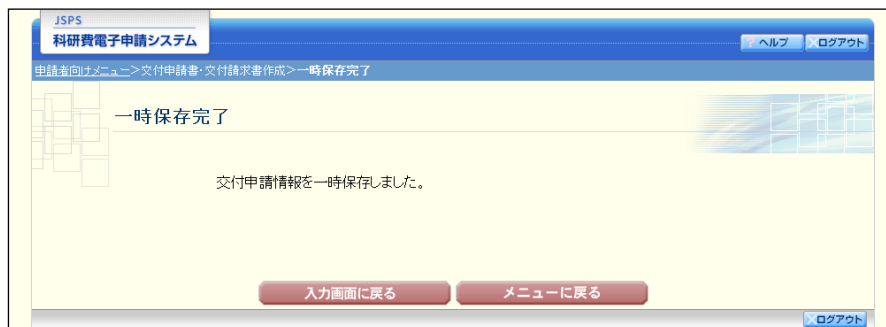 JSPS
科研費電子申請システム
? ヘルプ
×ログアウト
申請者向けメニュー>交付申請書・交付請求書作成>一時保存完了
一時保存完了
交付申請情報を一時保存しました。
入力画面に戻る
メニューに戻る
×ログアウト